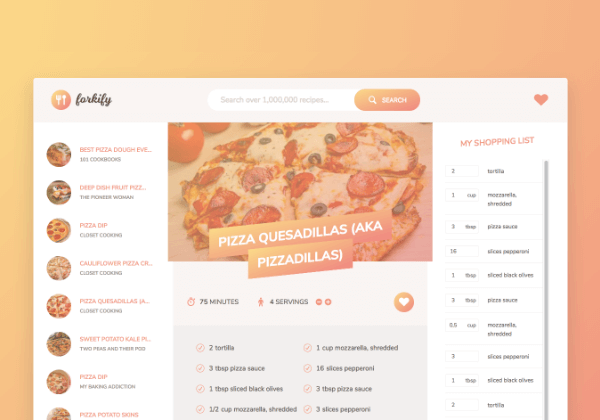 forkify
Search over 1,000,000 recipes...
SEARCH
BEST PIZZA DOUGH EVE...
101 COOKBOOKS
DEEP DISH FRUIT PIZZ...
THE PIONEER WOMAN
PIZZA DIP
CLOSET COOKING
CAULIFLOWER PIZZA CR...
CLOSET COOKING
PIZZA QUESADILLAS (A...
CLOSET COOKING
SWEET POTATO KALE PI...
TWO PEAS AND THEIR POD
PIZZA DIP
MY BAKING ADDICTION
PIZZA POTATO SKINS
PIZZA QUESADILLAS (AKA
PIZZADILLAS)
75 MINUTES
4 SERVINGS
2 tortilla
1 cup mozzarella, shredded
3 tbsp pizza sauce
16 slices pepperoni
1 tbsp sliced black olives
3 tbsp pizza sauce
1/2 cup mozzarella, shredded
3 slices pepperoni
MY SHOPPING LIST
2 tortilla
1 cup mozzarella,
shredded
3 tbsp pizza sauce
16 slices pepperoni
1 tbsp sliced black olives
3 tbsp pizza sauce
0.5 cup mozzarella,
shredded
3 slices pepperoni
1 tbsp sliced black olives
2 tortilla